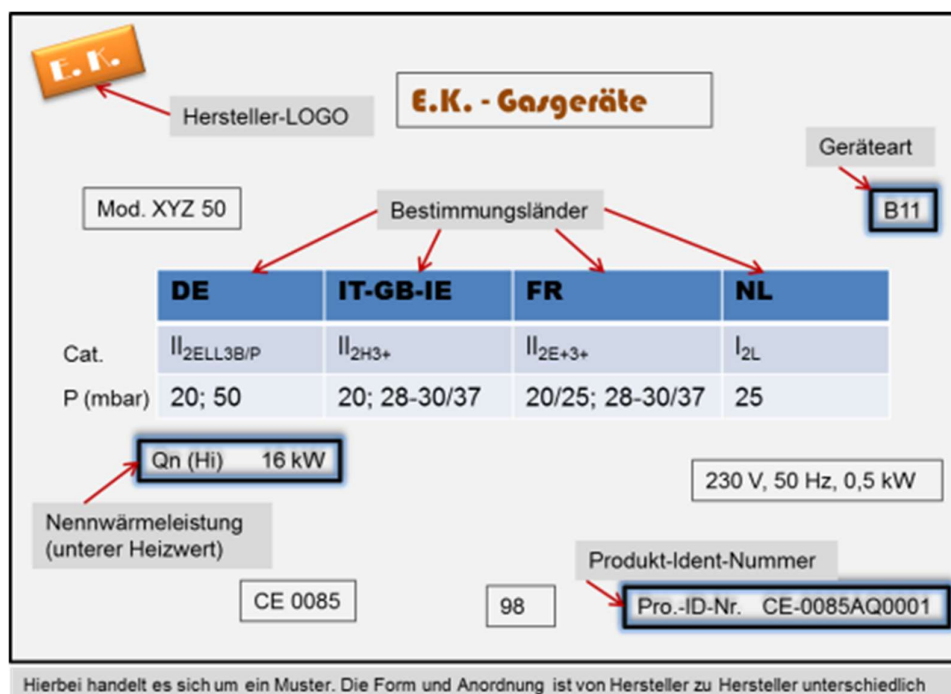 E. K.
Hersteller-LOGO
E.K. - Gasgeräte
Geräteart
Mod. XYZ 50
Bestimmungsländer
B11
DE IT-GB-IE FR NL
Cat. II2ELL3B/P II2H3+ II2E+3+ I2L
P (mbar) 20; 50 20; 28-30/37 20/25; 28-30/37 25
Qn (Hi) 16 kW
230 V, 50 Hz, 0,5 kW
Nennwärmeleistung
(unterer Heizwert)
Produkt-Ident-Nummer
CE 0085
98
Pro.-ID-Nr. CE-0085AQ0001
Hierbei handelt es sich um ein Muster. Die Form und Anordnung ist von Hersteller zu Hersteller unterschiedlich